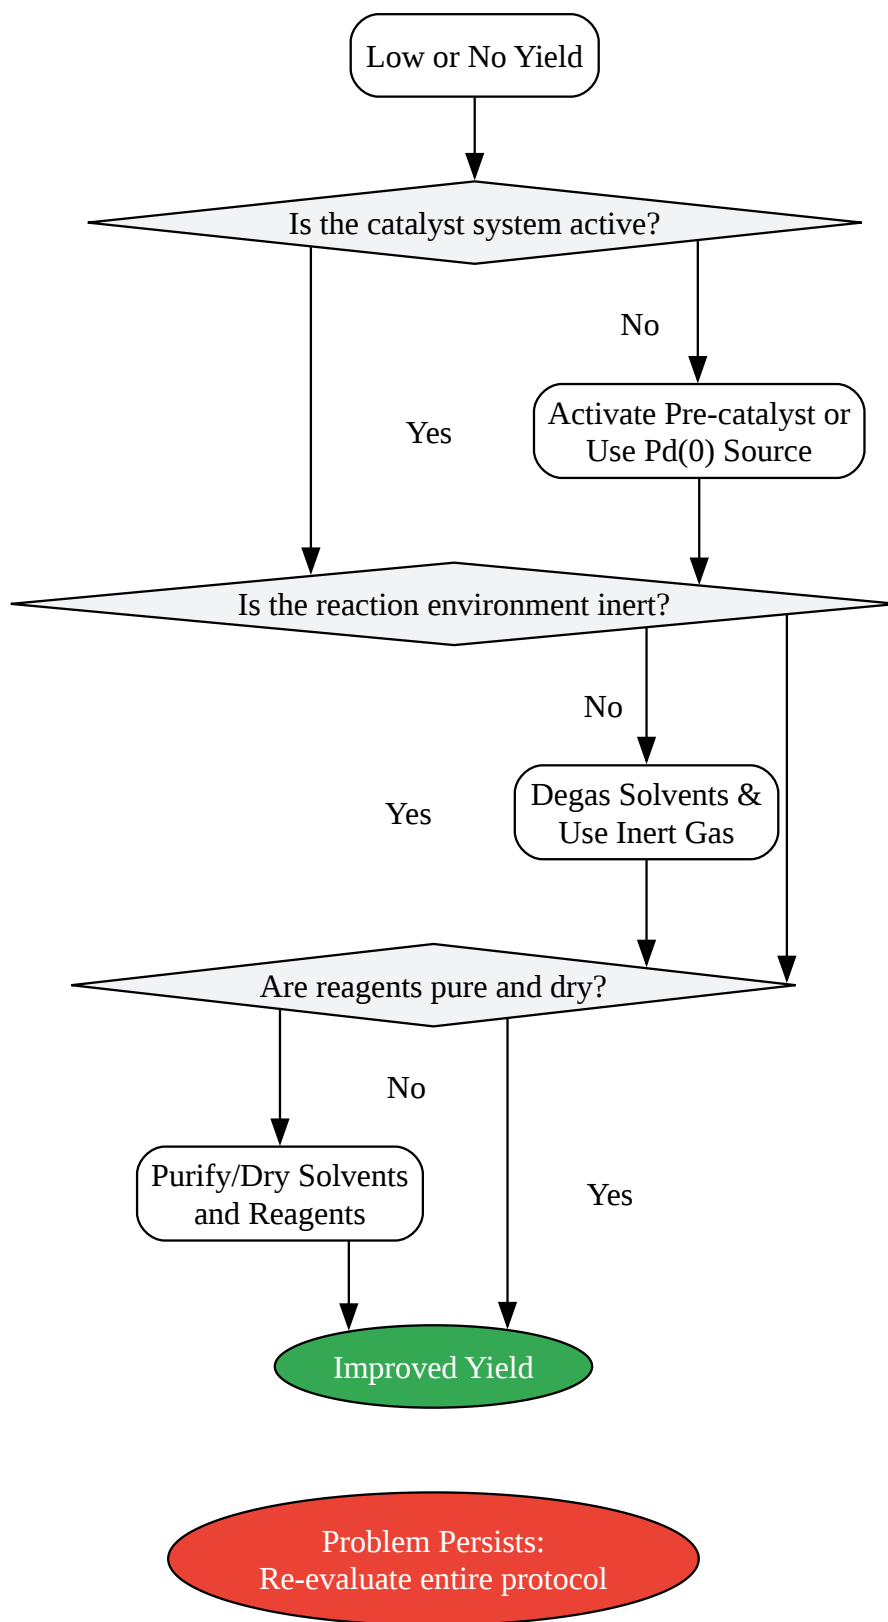 Low or No Yield
Is the catalyst system active?
No
Activate Pre-catalyst or
Use Pd(0) Source
Yes
Is the reaction environment inert?
No
Degas Solvents &
Use Inert Gas
Yes
Are reagents pure and dry?
No
Purify/Dry Solvents
and Reagents
Yes
Improved Yield
Problem Persists:
Re-evaluate entire protocol